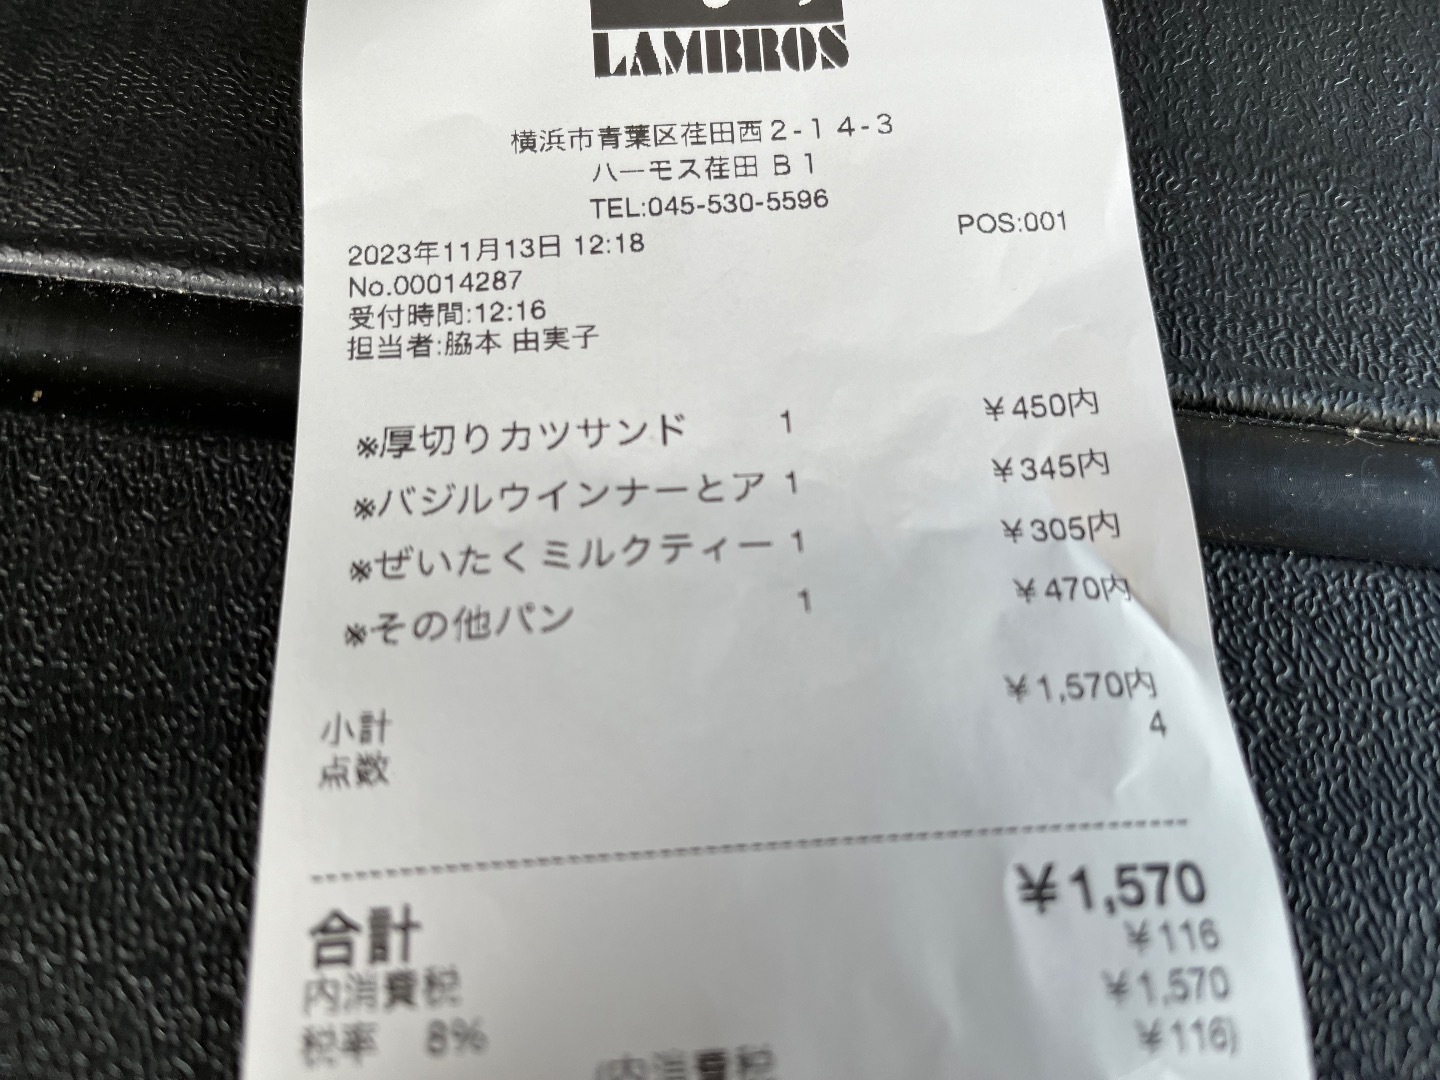 LAMBROS
横浜市青葉区荏田西２-１４-３
ハーモス荏田 Ｂ１
TEL:045-530-5596
POS:001
2023年11月13日 12:18
No.00014287
受付時間:12:16
担当者:脇本 由実子
※厚切りカツサンド 1 ¥450内
※バジルウインナーとア 1 ¥345内
※ぜいたくミルクティー 1 ¥305内
※その他パン 1 ¥470内
小計 ¥1,570内
点数 4
合計 ¥1,570
内消費税 ¥116
税率 8% ¥1,570
(内消費税 ¥116)